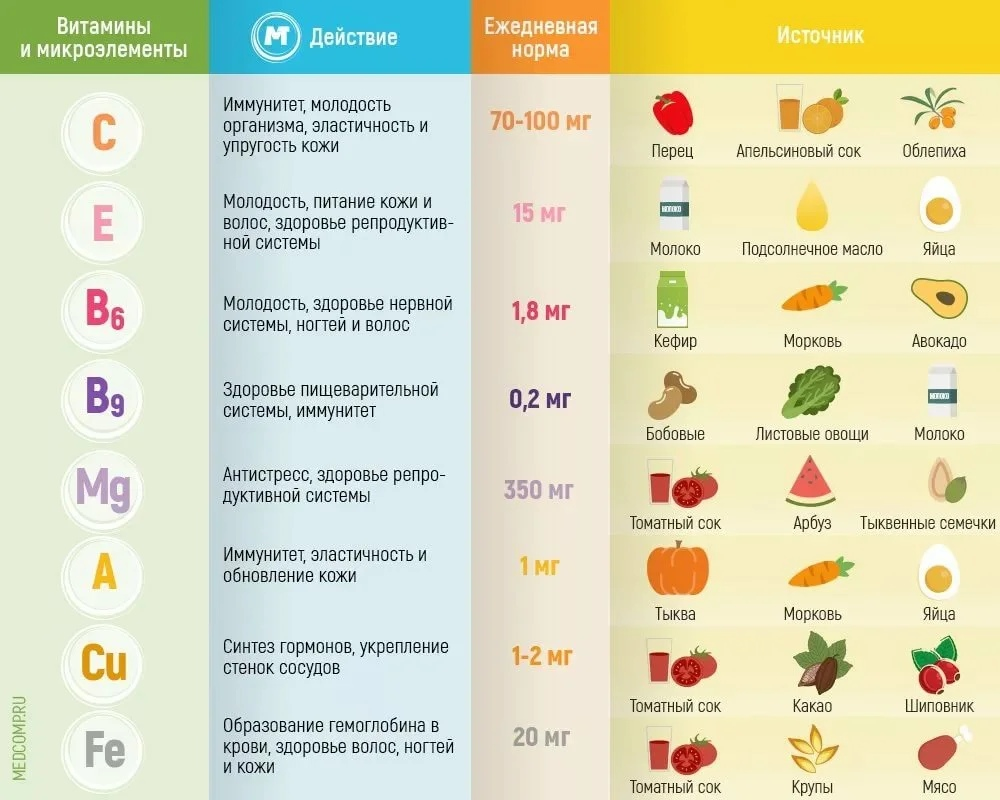 Витамины
и микроэлементы
М
Действие
Ежедневная
норма
Источник
C
Иммунитет, молодость
организма, эластичность и
упругость кожи
70-100 мг
Перец
Апельсиновый сок
Облепиха
E
Молодость, питание кожи и
волос, здоровье репродуктив-
ной системы
15 мг
МОЛОКО
Молоко
Подсолнечное масло
Яйца
B6
Молодость, здоровье нервной
системы, ногтей и волос
1,8 мг
Кефир
Морковь
Авокадо
B9
Здоровье пищеварительной
системы, иммунитет
0,2 мг
Бобовые
Листовые овощи
МОЛОКО
Молоко
Mg
Антистресс, здоровье репро-
дуктивной системы
350 мг
Томатный сок
Арбуз
Тыквенные семечки
A
Иммунитет, эластичность и
обновление кожи
1 мг
Тыква
Морковь
Яйца
Cu
Синтез гормонов, укрепление
стенок сосудов
1-2 мг
Томатный сок
Какао
Шиповник
Fe
Образование гемоглобина в
крови, здоровье волос, ногтей
и кожи
20 мг
Томатный сок
Крупы
Мясо
MEDCOMP.RU